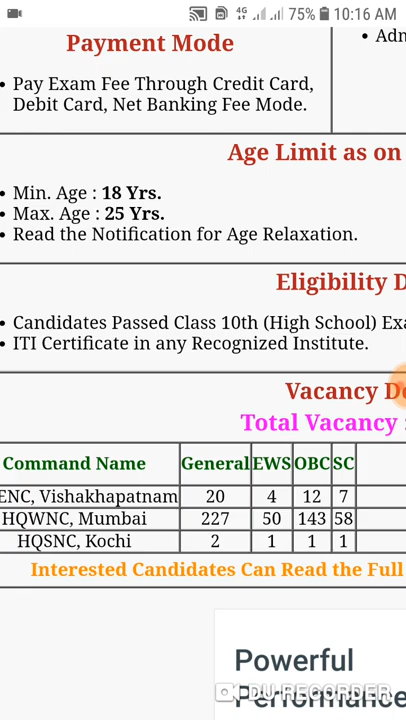 4G 75% 10:16 AM
Payment Mode
• Pay Exam Fee Through Credit Card,
Debit Card, Net Banking Fee Mode.
Age Limit as on
• Min. Age : 18 Yrs.
• Max. Age : 25 Yrs.
• Read the Notification for Age Relaxation.
Eligibility
• Candidates Passed Class 10th (High School)
• ITI Certificate in any Recognized Institute.
Vacancy
Total Vacancy :
Command Name General EWS OBC SC
ENC, Vishakhapatnam 20 4 12 7
HQWNC, Mumbai 227 50 143 58
HQSNC, Kochi 2 1 1 1
Interested Candidates Can Read the Full
Powerful
Performance
DU RECORDER